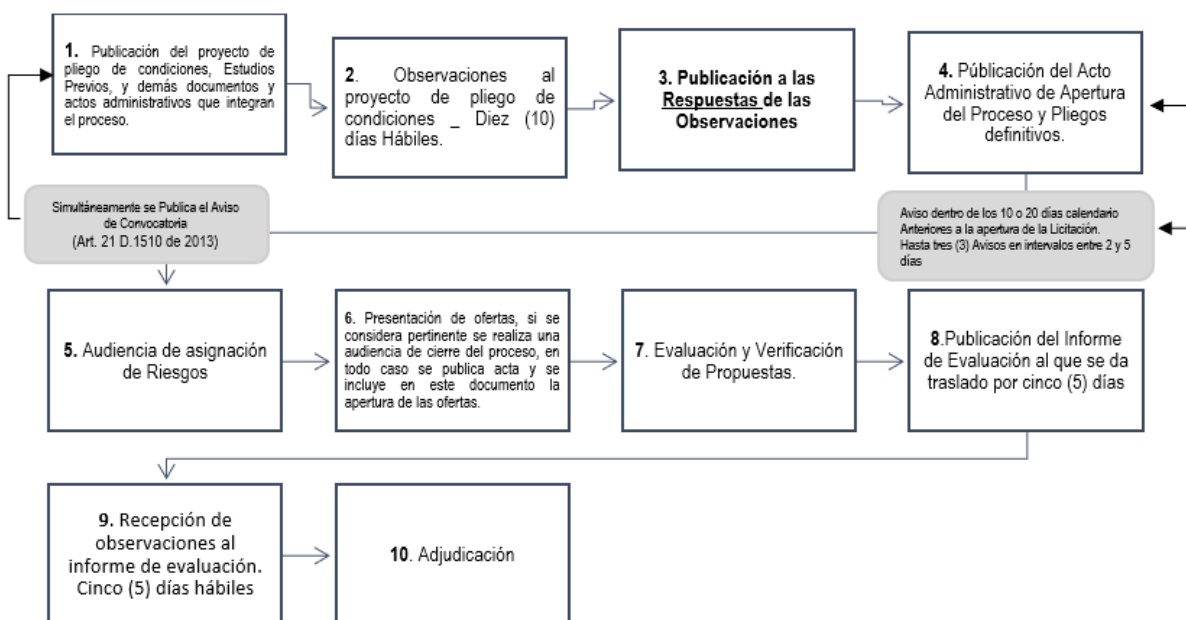 1. Publicación del proyecto de
pliego de condiciones, Estudios
Previos, y demás documentos y
actos administrativos que integran
el proceso.
2. Observaciones al
proyecto de pliego de
condiciones _ Diez (10)
días Hábiles.
3. Publicación a las
Respuestas de las
Observaciones
4. Públicación del Acto
Administrativo de Apertura
del Proceso y Pliegos
definitivos.
Simultáneamente se Publica el Aviso
de Convocatoria
(Art. 21 D.1510 de 2013)
Aviso dentro de los 10 o 20 días calendario
Anteriores a la apertura de la Licitación.
Hasta tres (3) Avisos en intervalos entre 2 y 5
días
5. Audiencia de asignación
de Riesgos
6. Presentación de ofertas, si se
considera pertinente se realiza una
audiencia de cierre del proceso, en
todo caso se publica acta y se
incluye en este documento la
apertura de las ofertas.
7. Evaluación y Verificación
de Propuestas.
8.Publicación del Informe
de Evaluación al que se da
traslado por cinco (5) días
9. Recepción de
observaciones al
informe de evaluación.
Cinco (5) días hábiles
10. Adjudicación